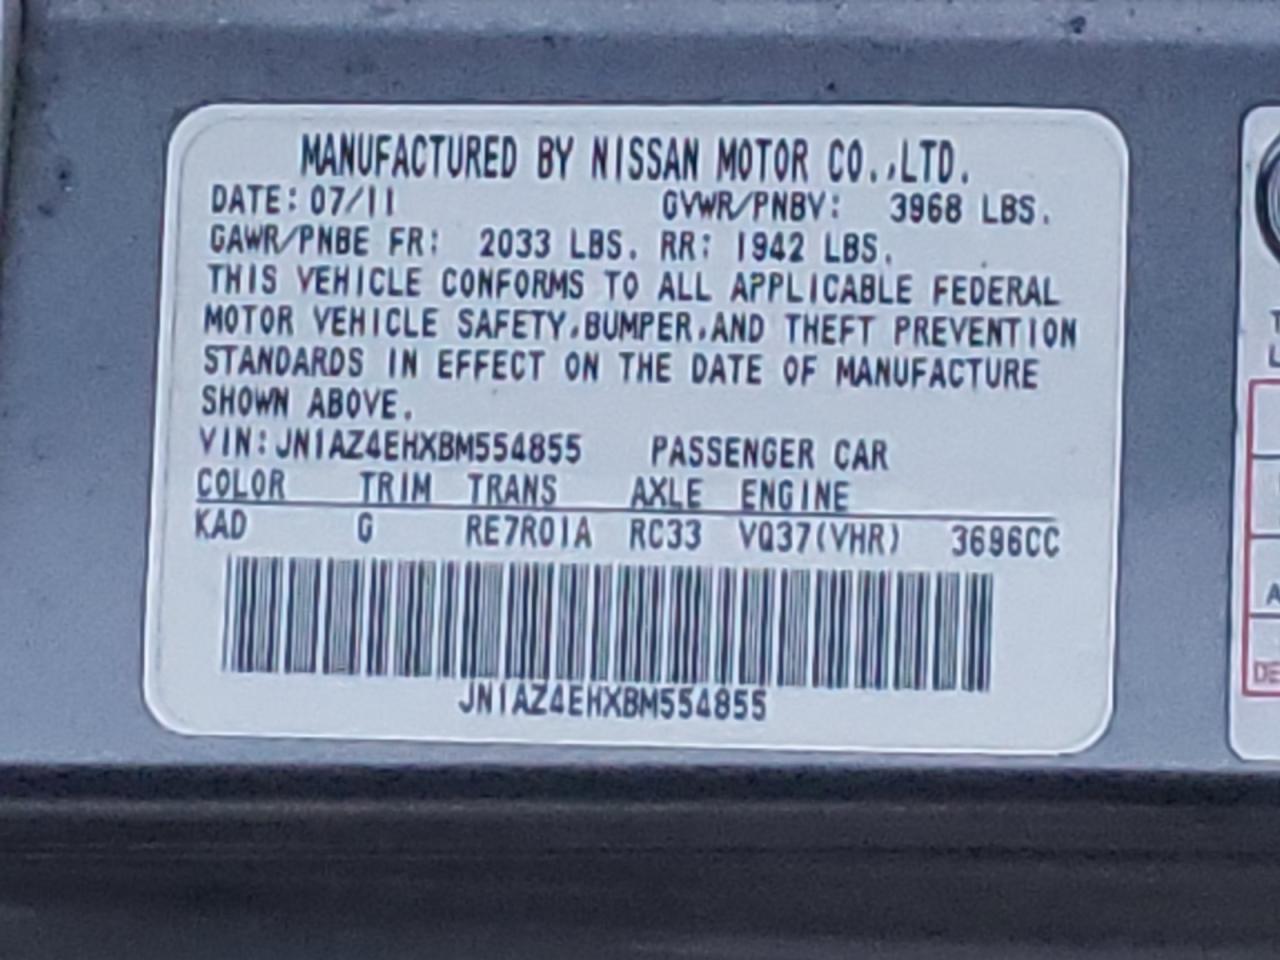 MANUFACTURED BY NISSAN MOTOR CO.,LTD.
DATE: 07/11 GVWR/PNBV: 3968 LBS.
GAWR/PNBE FR: 2033 LBS. RR: 1942 LBS.
THIS VEHICLE CONFORMS TO ALL APPLICABLE FEDERAL
MOTOR VEHICLE SAFETY,BUMPER,AND THEFT PREVENTION
STANDARDS IN EFFECT ON THE DATE OF MANUFACTURE
SHOWN ABOVE.
VIN:JN1AZ4EHXBM554855 PASSENGER CAR
COLOR TRIM TRANS AXLE ENGINE
KAD G RE7R01A RC33 VQ37(VHR) 3696CC
JN1AZ4EHXBM554855